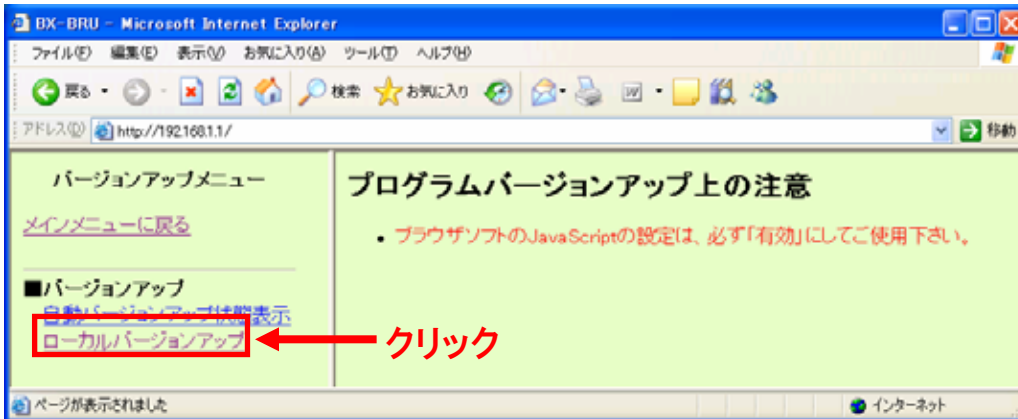 BX-BRU - Microsoft Internet Explorer
ファイル(F) 編集(E) 表示(V) お気に入り(A) ツール(T) ヘルプ(H)
戻る 検索 お気に入り
アドレス(D) http://192.168.1.1/ 移動
バージョンアップメニュー
メインメニューに戻る
■バージョンアップ
自動バージョンアップ状態表示
ローカルバージョンアップ
クリック
プログラムバージョンアップ上の注意
• ブラウザソフトのJavaScriptの設定は、必ず「有効」にしてご使用下さい。
ページが表示されました インターネット